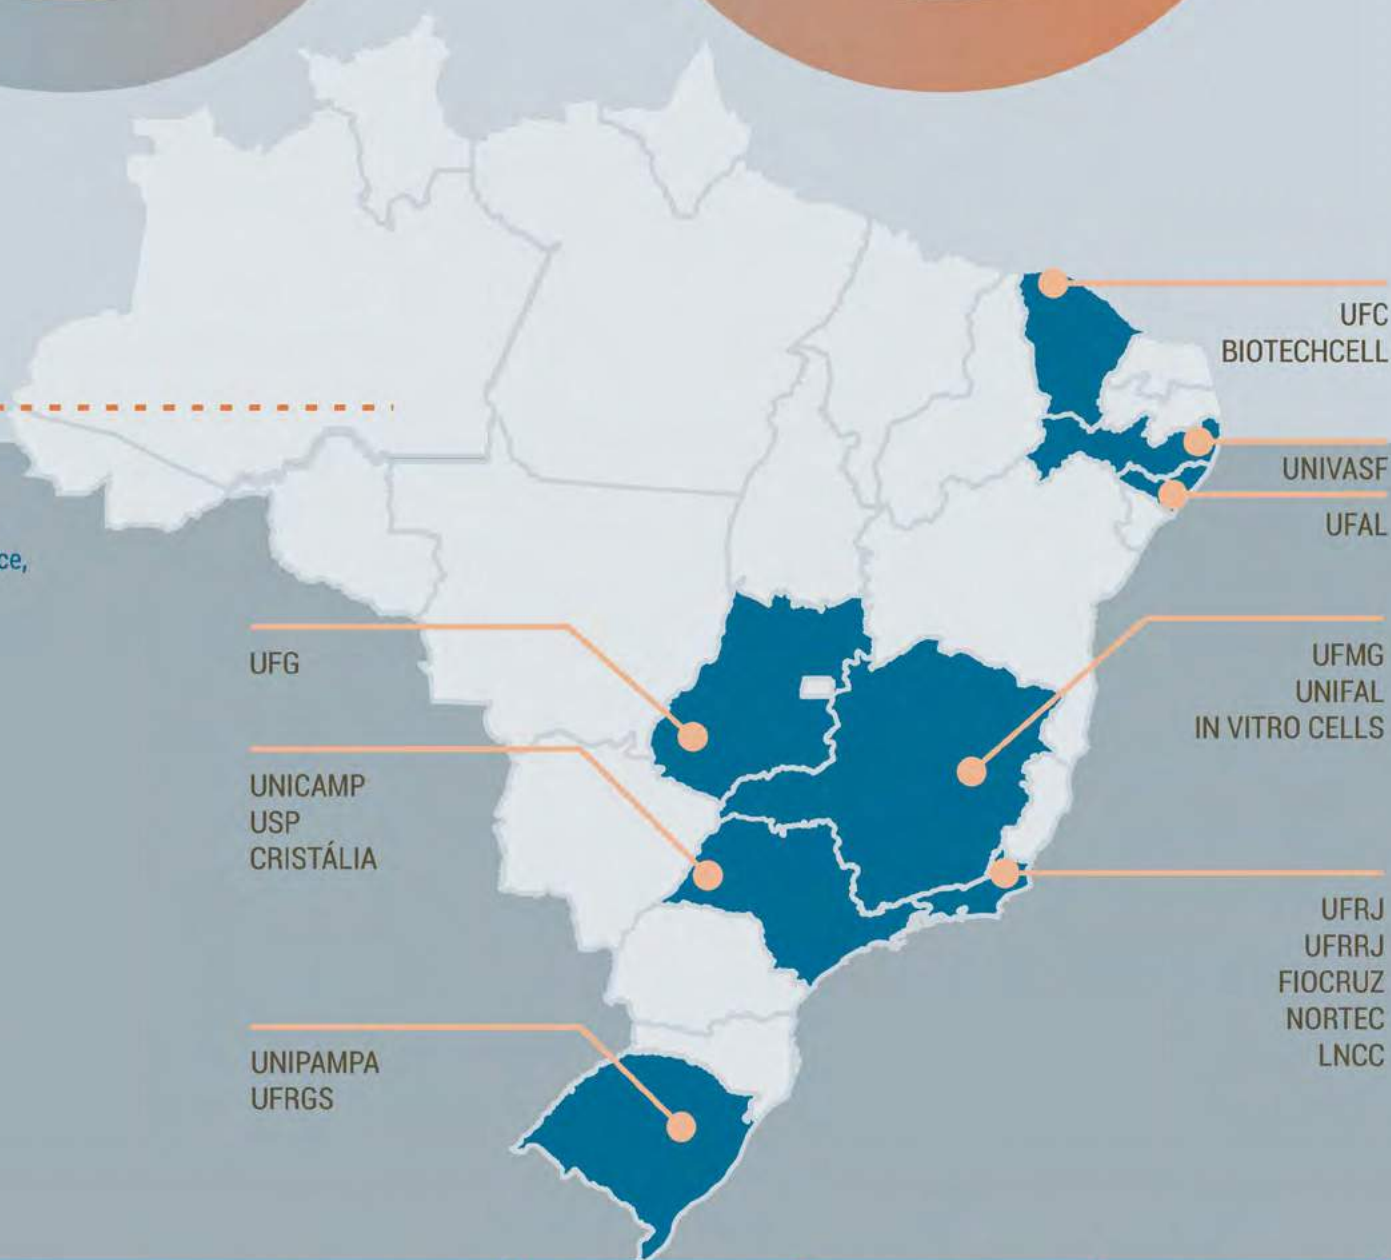 UFC
BIOTECHCELL
UNIVASF
UFAL
ce,
UFG
UFMG
UNIFAL
IN VITRO CELLS
UNICAMP
USP
CRISTÁLIA
UFRJ
UFRRJ
FIOCRUZ
NORTEC
LNCC
UNIPAMPA
UFRGS